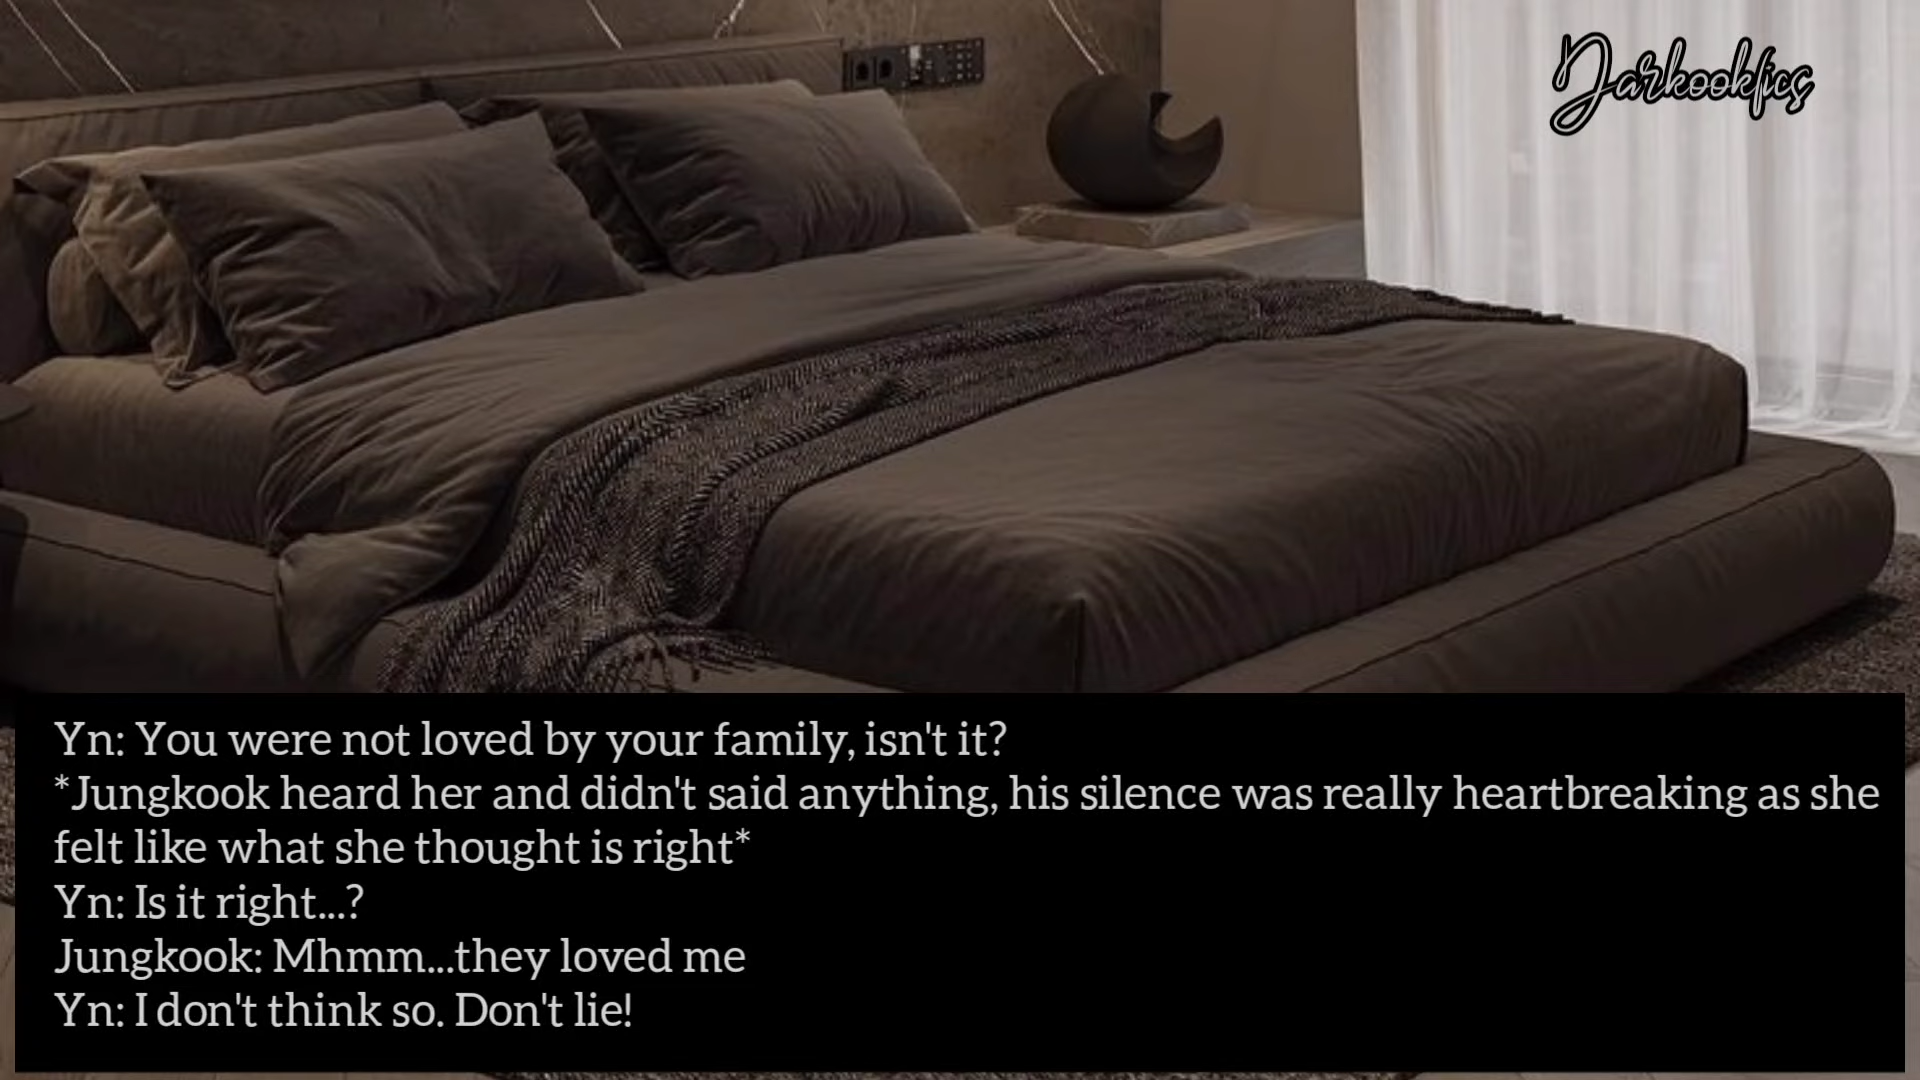 Darkookfics
Yn: You were not loved by your family, isn't it?
*Jungkook heard her and didn't said anything, his silence was really heartbreaking as she
felt like what she thought is right*
Yn: Is it right...?
Jungkook: Mhmm...they loved me
Yn: I don't think so. Don't lie!